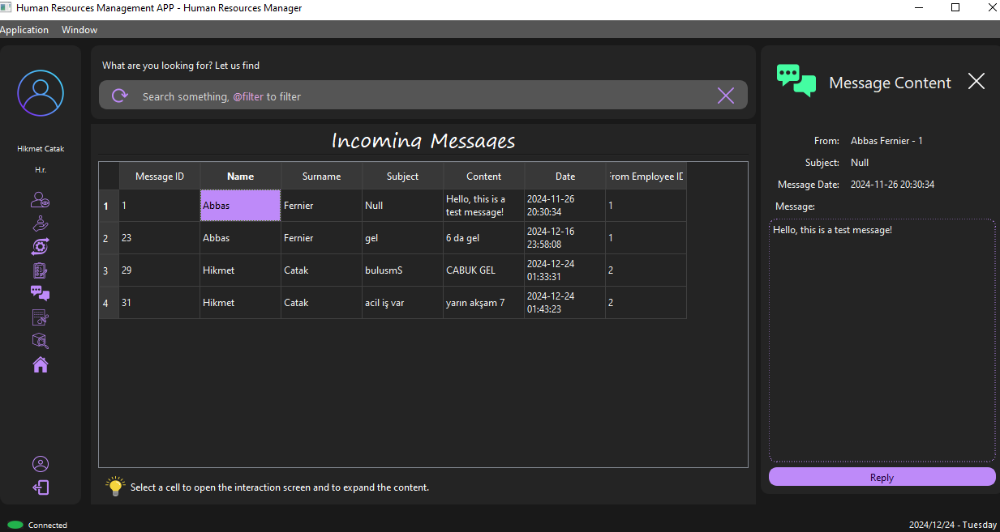 Human Resources Management APP - Human Resources Manager
Application Window
Hikmet Catak
H.r.
What are you looking for? Let us find
Search something, @filter to filter
Incoming Messages
Message ID Name Surname Subject Content Date From Employee ID
1 1 Abbas Fernier Null Hello, this is a test message! 2024-11-26 20:30:34 1
2 23 Abbas Fernier gel 6 da gel 2024-12-16 23:58:08 1
3 29 Hikmet Catak bulusmS CABUK GEL 2024-12-24 01:33:31 2
4 31 Hikmet Catak acil iş var yarın akşam 7 2024-12-24 01:43:23 2
Select a cell to open the interaction screen and to expand the content.
Message Content
From: Abbas Fernier - 1
Subject: Null
Message Date: 2024-11-26 20:30:34
Message:
Hello, this is a test message!
Reply
Connected
2024/12/24 - Tuesday